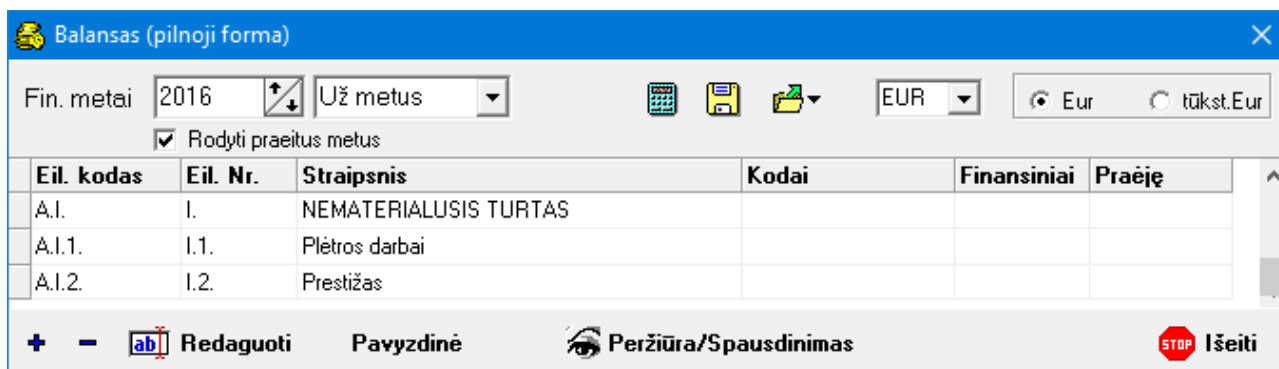 Balansas (pilnoji forma)
Fin. metai 2016 Už metus EUR Eur tūkst.Eur
Rodyti praeitus metus
Eil. kodas Eil. Nr. Straipsnis Kodai Finansiniai Praėję
A.I. I. NEMATERIALUSIS TURTAS
A.I.1. I.1. Plėtros darbai
A.I.2. I.2. Prestižas
ab Redaguoti Pavyzdinė Peržiūra/Spausdinimas STOP Išeiti